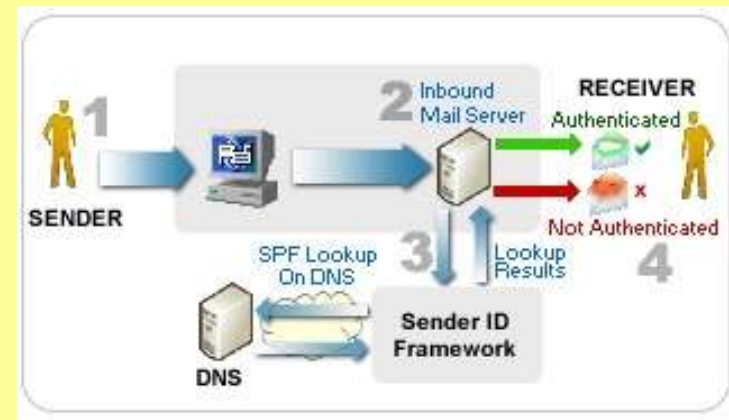 1
SENDER
2
Inbound
Mail Server
RECEIVER
Authenticated
x
Not Authenticated
4
3
SPF Lookup
On DNS
Lookup
Results
Sender ID
Framework
DNS